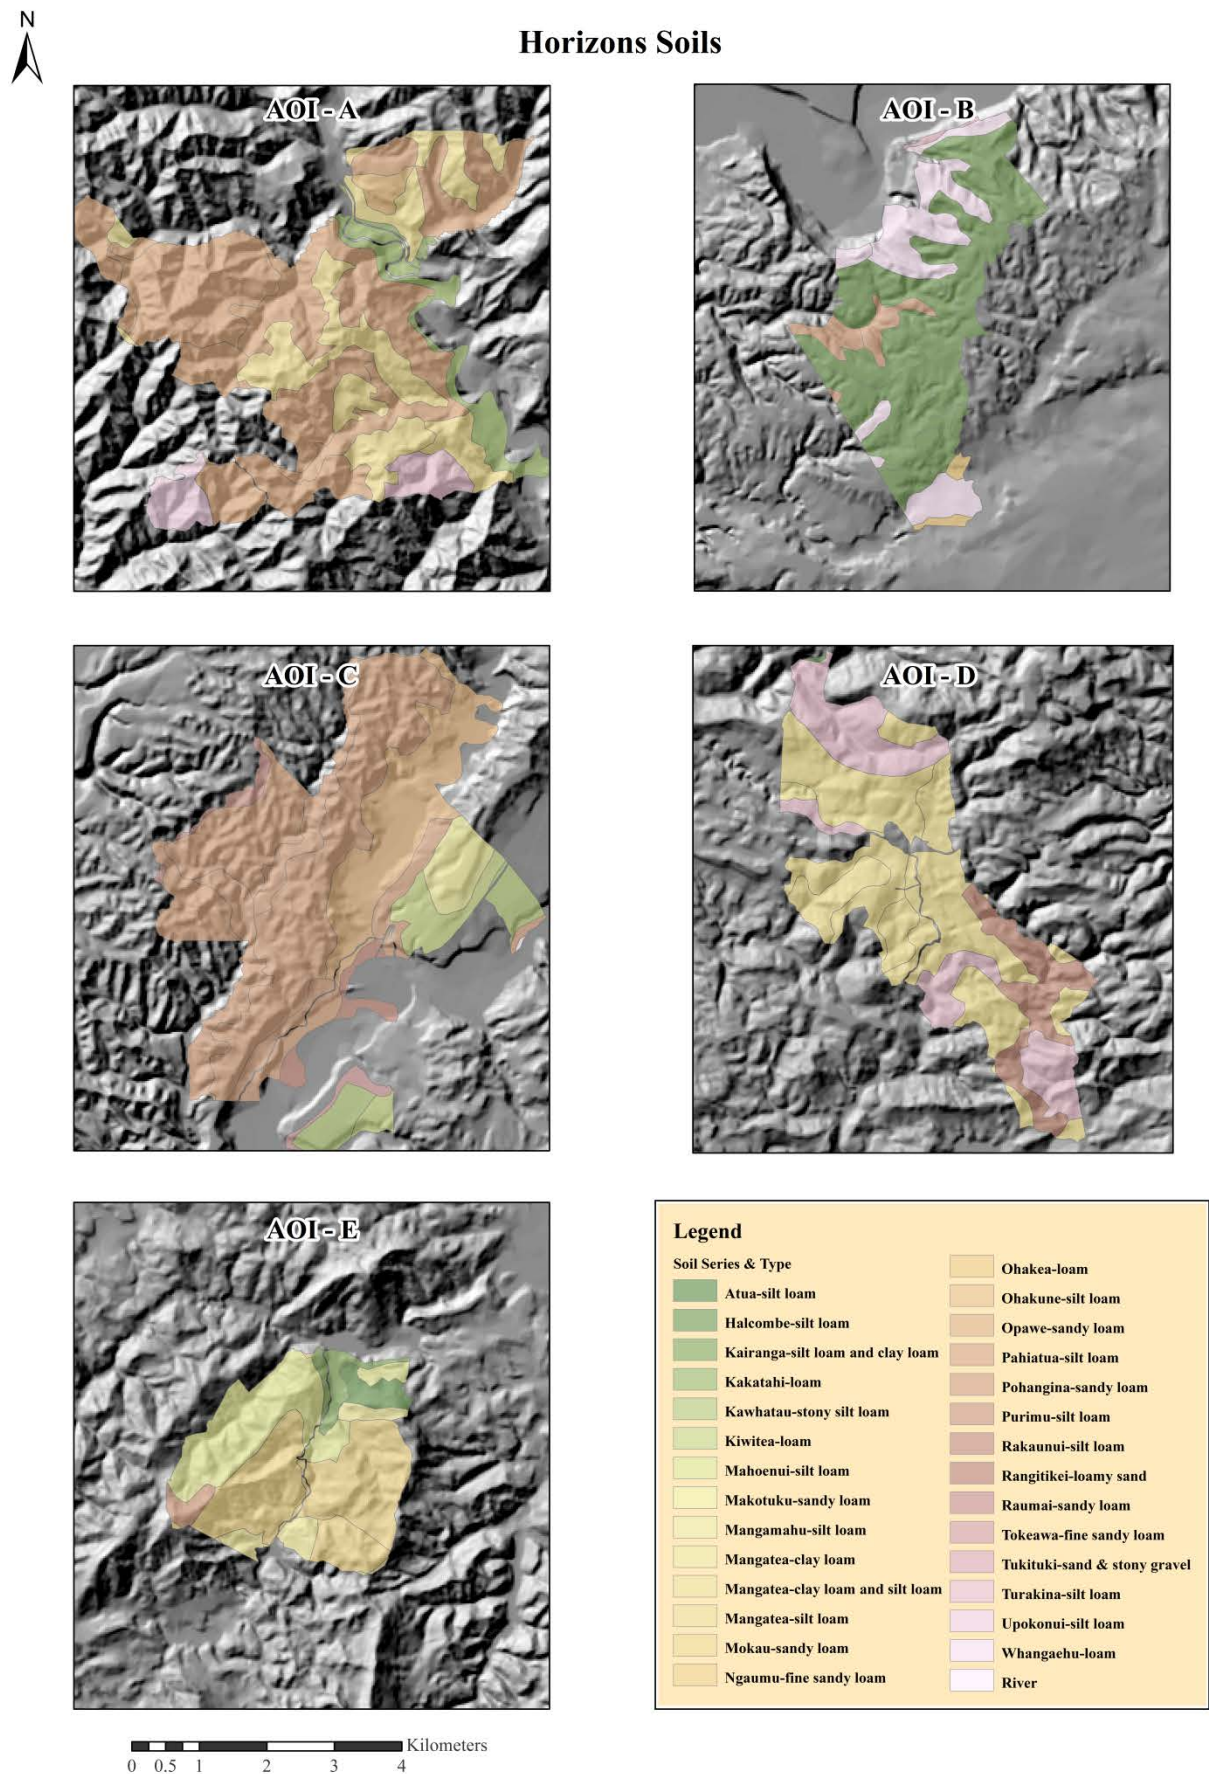 N
Horizons Soils
AOI - A
AOI - B
AOI - C
AOI - D
AOI - E
Legend
Soil Series & Type
Atua-silt loam
Halcombe-silt loam
Kairanga-silt loam and clay loam
Kakatahi-loam
Kawhatau-stony silt loam
Kiwitea-loam
Mahoenui-silt loam
Makotuku-sandy loam
Mangamahu-silt loam
Mangatea-clay loam
Mangatea-clay loam and silt loam
Mangatea-silt loam
Mokau-sandy loam
Ngaumu-fine sandy loam
Ohakea-loam
Ohakune-silt loam
Opawe-sandy loam
Pahiatua-silt loam
Pohangina-sandy loam
Purimu-silt loam
Rakaunui-silt loam
Rangitikei-loamy sand
Raumai-sandy loam
Tokeawa-fine sandy loam
Tukituki-sand & stony gravel
Turakina-silt loam
Upokonui-silt loam
Whangaehu-loam
River
Kilometers
0 0.5 1 2 3 4